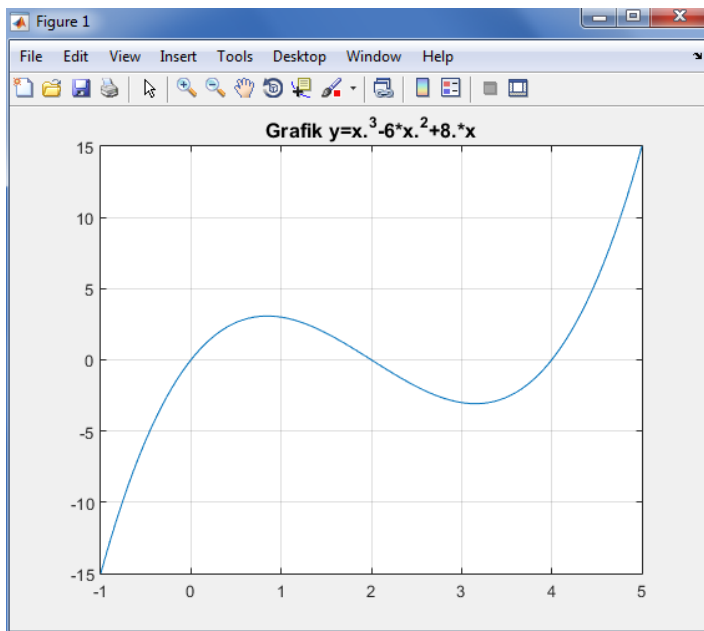 Figure 1
File Edit View Insert Tools Desktop Window Help
Grafik y=x.³-6*x.²+8.*x
15
10
5
0
-5
-10
-15
-1 0 1 2 3 4 5